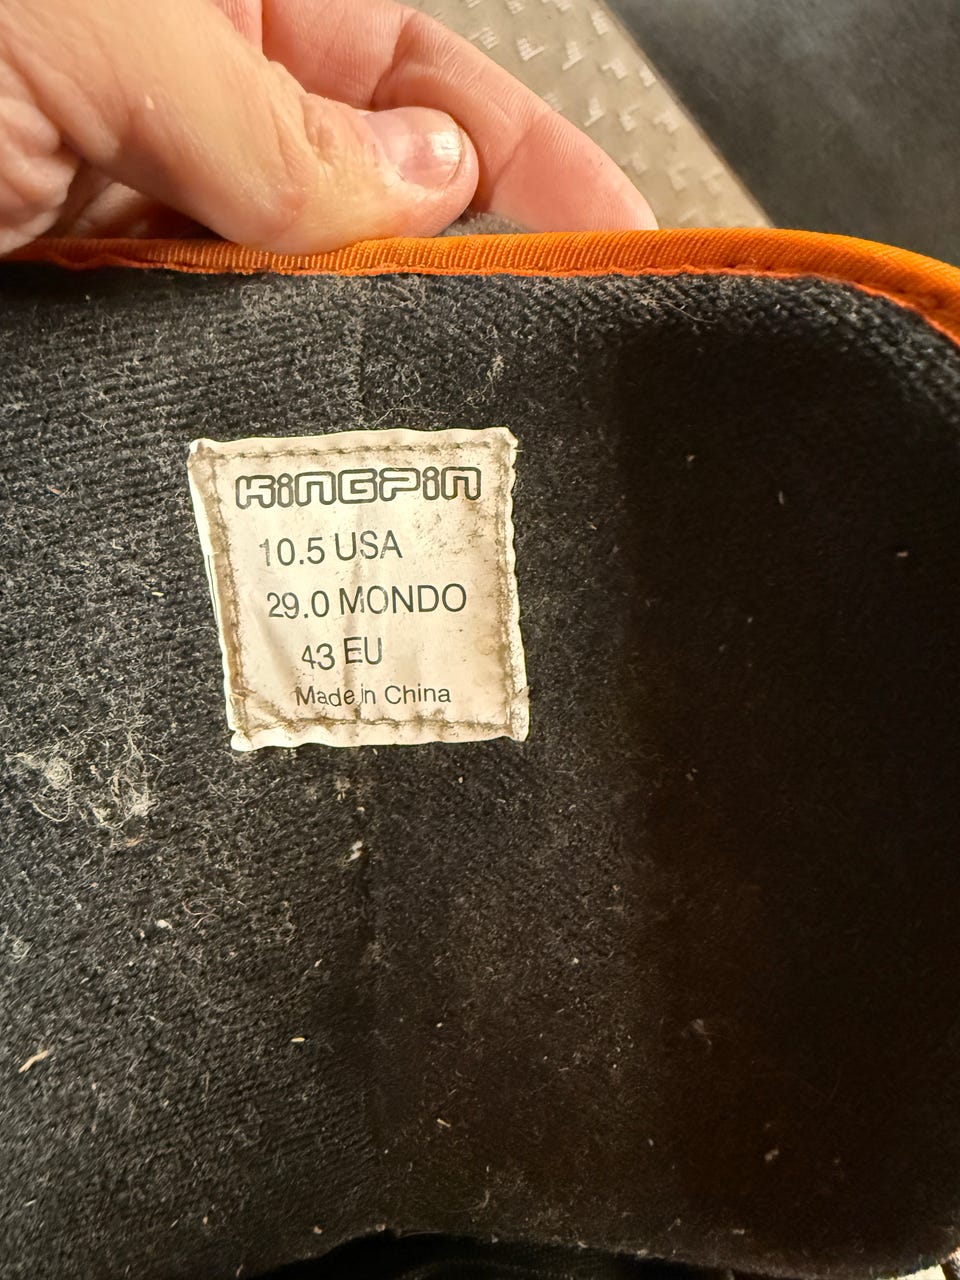 KiNGPiN
10.5 USA
29.0 MONDO
43 EU
Made in China